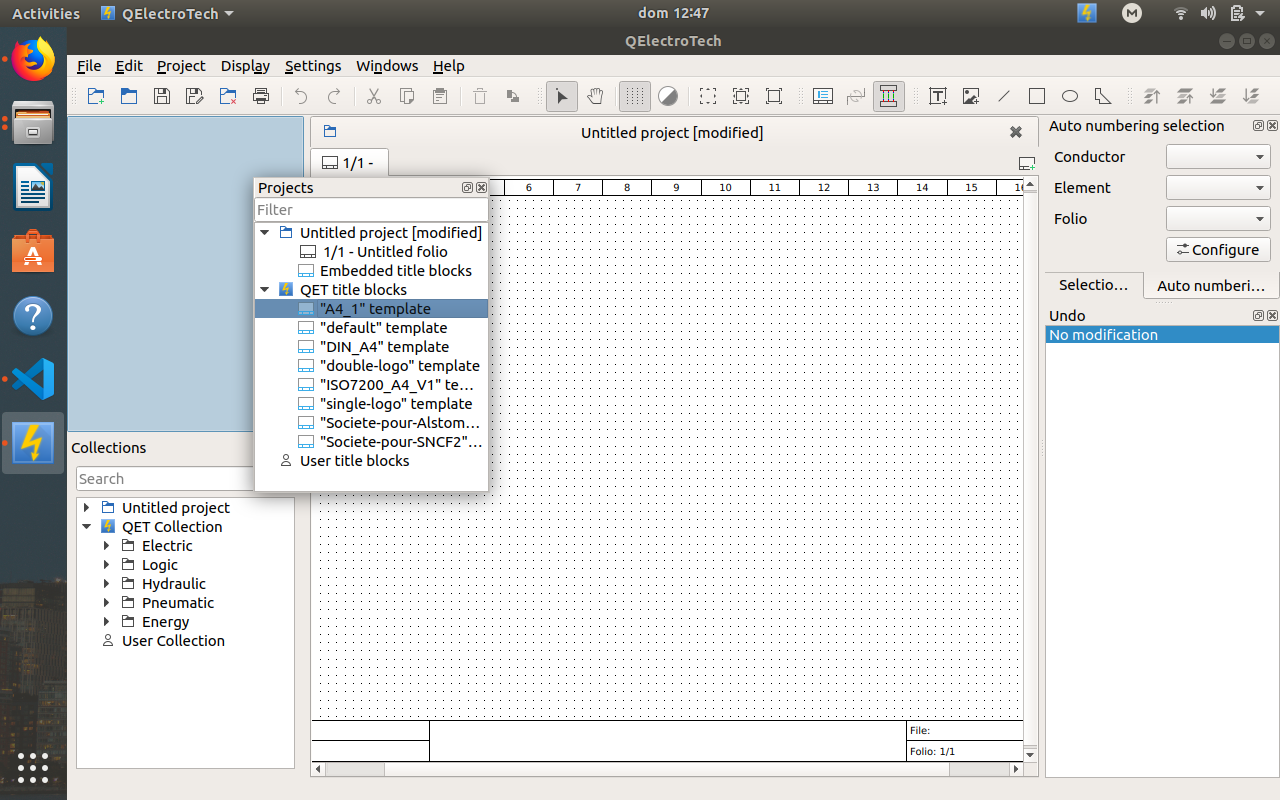 Activities QElectroTech dom 12:47
QElectroTech
File Edit Project Display Settings Windows Help
Untitled project [modified]
1/1 -
6 7 8 9 10 11 12 13 14 15
Projects
Filter
Untitled project [modified]
1/1 - Untitled folio
Embedded title blocks
QET title blocks
"A4_1" template
"default" template
"DIN_A4" template
"double-logo" template
"ISO7200_A4_V1" te...
"single-logo" template
"Societe-pour-Alstom...
"Societe-pour-SNCF2"...
User title blocks
Collections
Search
Untitled project
QET Collection
Electric
Logic
Hydraulic
Pneumatic
Energy
User Collection
File:
Folio: 1/1
Auto numbering selection
Conductor
Element
Folio
Configure
Selectio... Auto numberi...
Undo
No modification